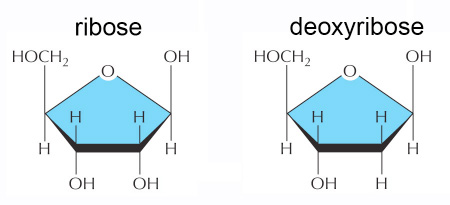 ribose deoxyribose
HOCH₂ OH HOCH₂ OH
O O
H H H H
H H H H
OH OH OH H